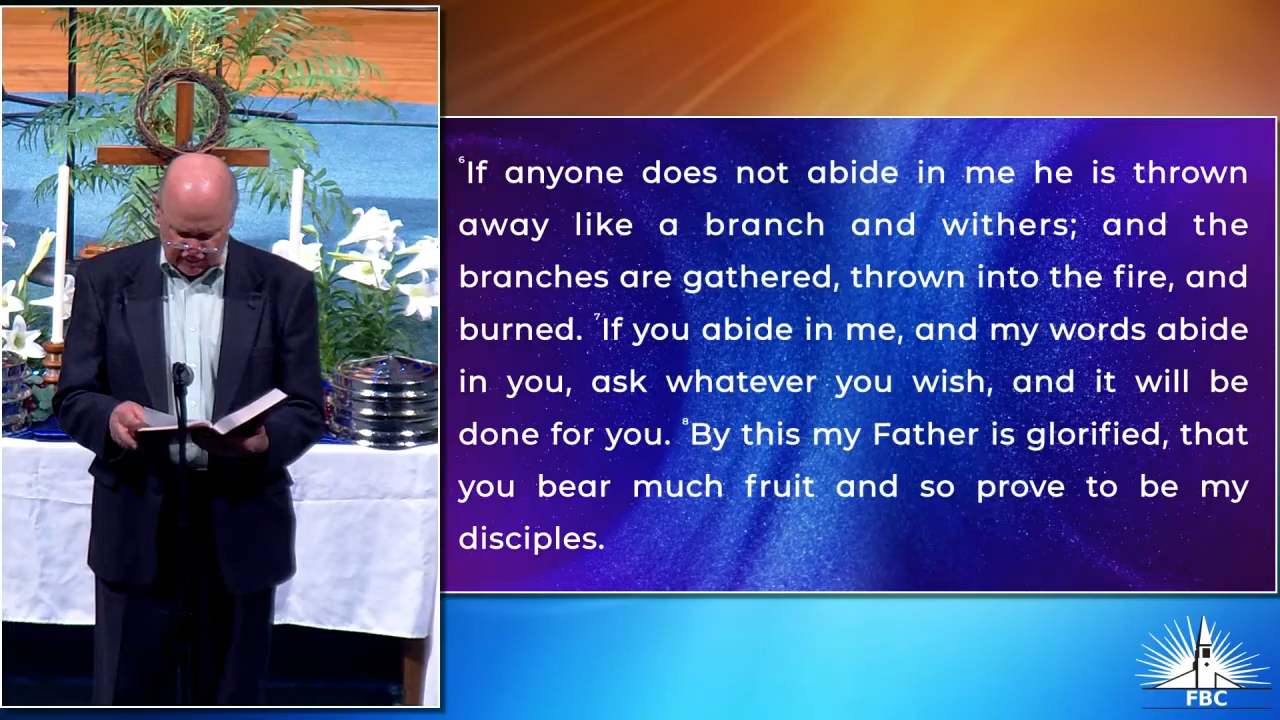 ⁶If anyone does not abide in me he is thrown
away like a branch and withers; and the
branches are gathered, thrown into the fire, and
burned. ⁷If you abide in me, and my words abide
in you, ask whatever you wish, and it will be
done for you. ⁸By this my Father is glorified, that
you bear much fruit and so prove to be my
disciples.
FBC